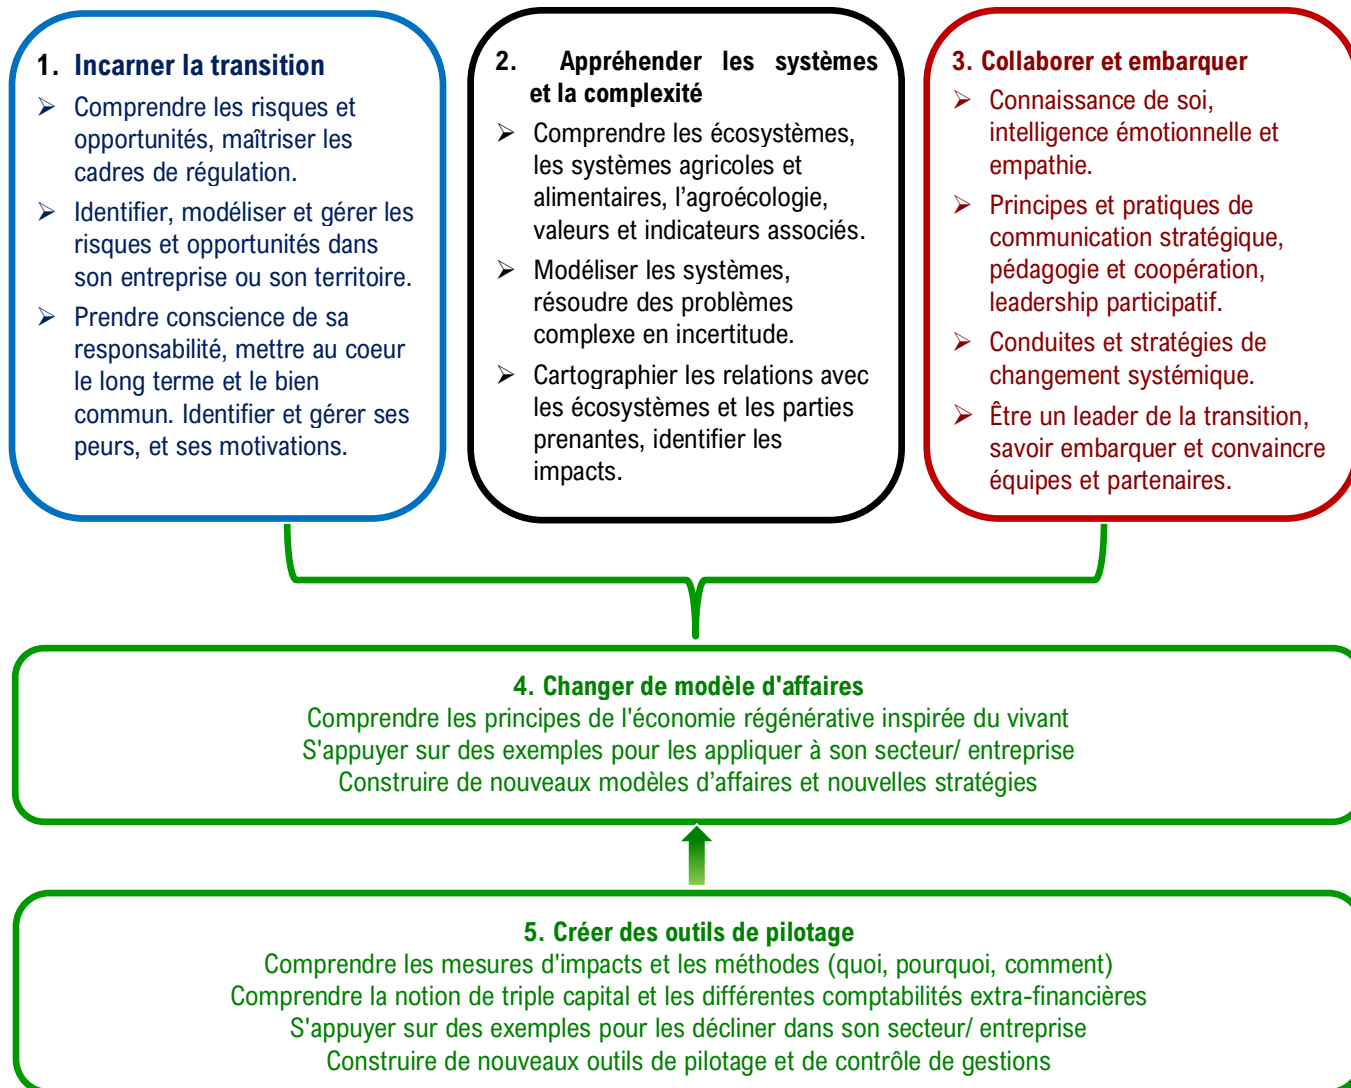 1. Incarner la transition
➢ Comprendre les risques et
opportunités, maîtriser les
cadres de régulation.
➢ Identifier, modéliser et gérer les
risques et opportunités dans
son entreprise ou son territoire.
➢ Prendre conscience de sa
responsabilité, mettre au coeur
le long terme et le bien
commun. Identifier et gérer ses
peurs, et ses motivations.
2. Appréhender les systèmes
et la complexité
➢ Comprendre les écosystèmes,
les systèmes agricoles et
alimentaires, l’agroécologie,
valeurs et indicateurs associés.
➢ Modéliser les systèmes,
résoudre des problèmes
complexe en incertitude.
➢ Cartographier les relations avec
les écosystèmes et les parties
prenantes, identifier les
impacts.
3. Collaborer et embarquer
➢ Connaissance de soi,
intelligence émotionnelle et
empathie.
➢ Principes et pratiques de
communication stratégique,
pédagogie et coopération,
leadership participatif.
➢ Conduites et stratégies de
changement systémique.
➢ Être un leader de la transition,
savoir embarquer et convaincre
équipes et partenaires.
4. Changer de modèle d'affaires
Comprendre les principes de l'économie régénérative inspirée du vivant
S'appuyer sur des exemples pour les appliquer à son secteur/ entreprise
Construire de nouveaux modèles d’affaires et nouvelles stratégies
5. Créer des outils de pilotage
Comprendre les mesures d'impacts et les méthodes (quoi, pourquoi, comment)
Comprendre la notion de triple capital et les différentes comptabilités extra-financières
S'appuyer sur des exemples pour les décliner dans son secteur/ entreprise
Construire de nouveaux outils de pilotage et de contrôle de gestions